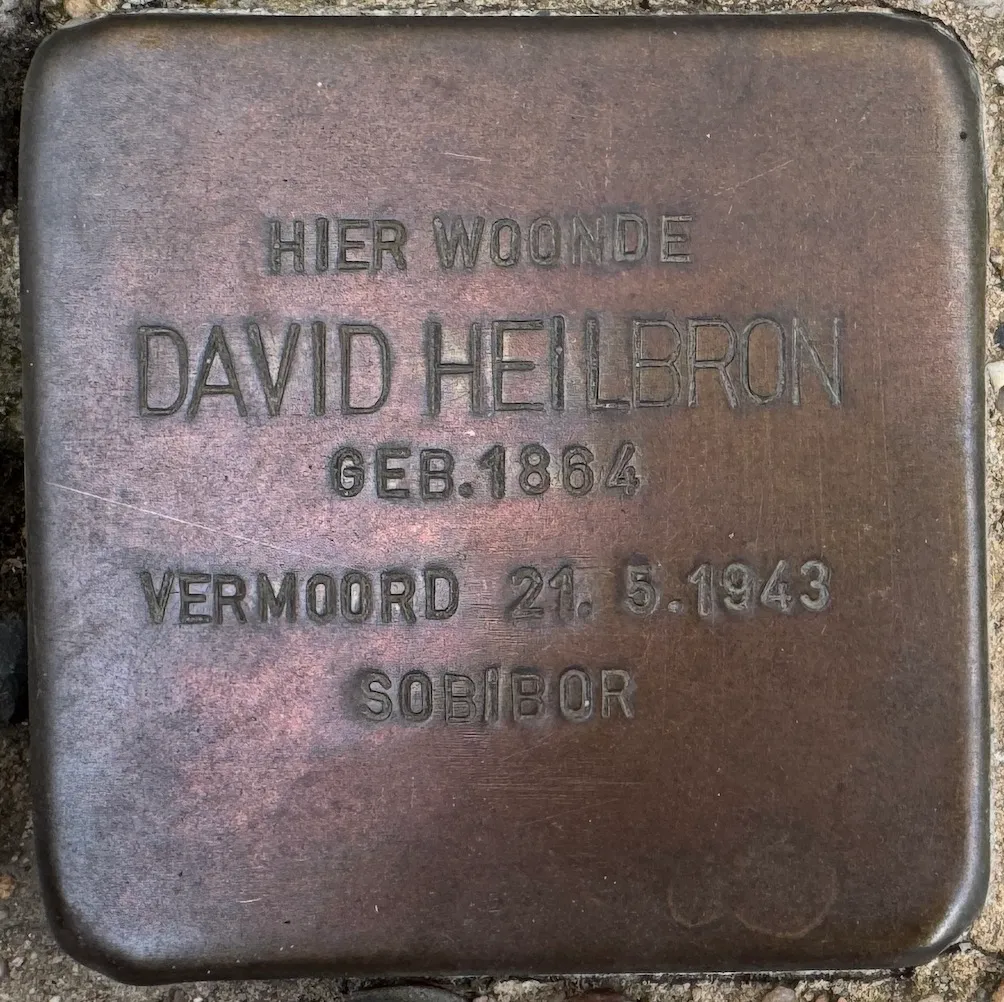 HIER WOONDE
DAVID HEILBRON
GEB.1864
VERMOORD 21. 5.1943
SOBIBOR